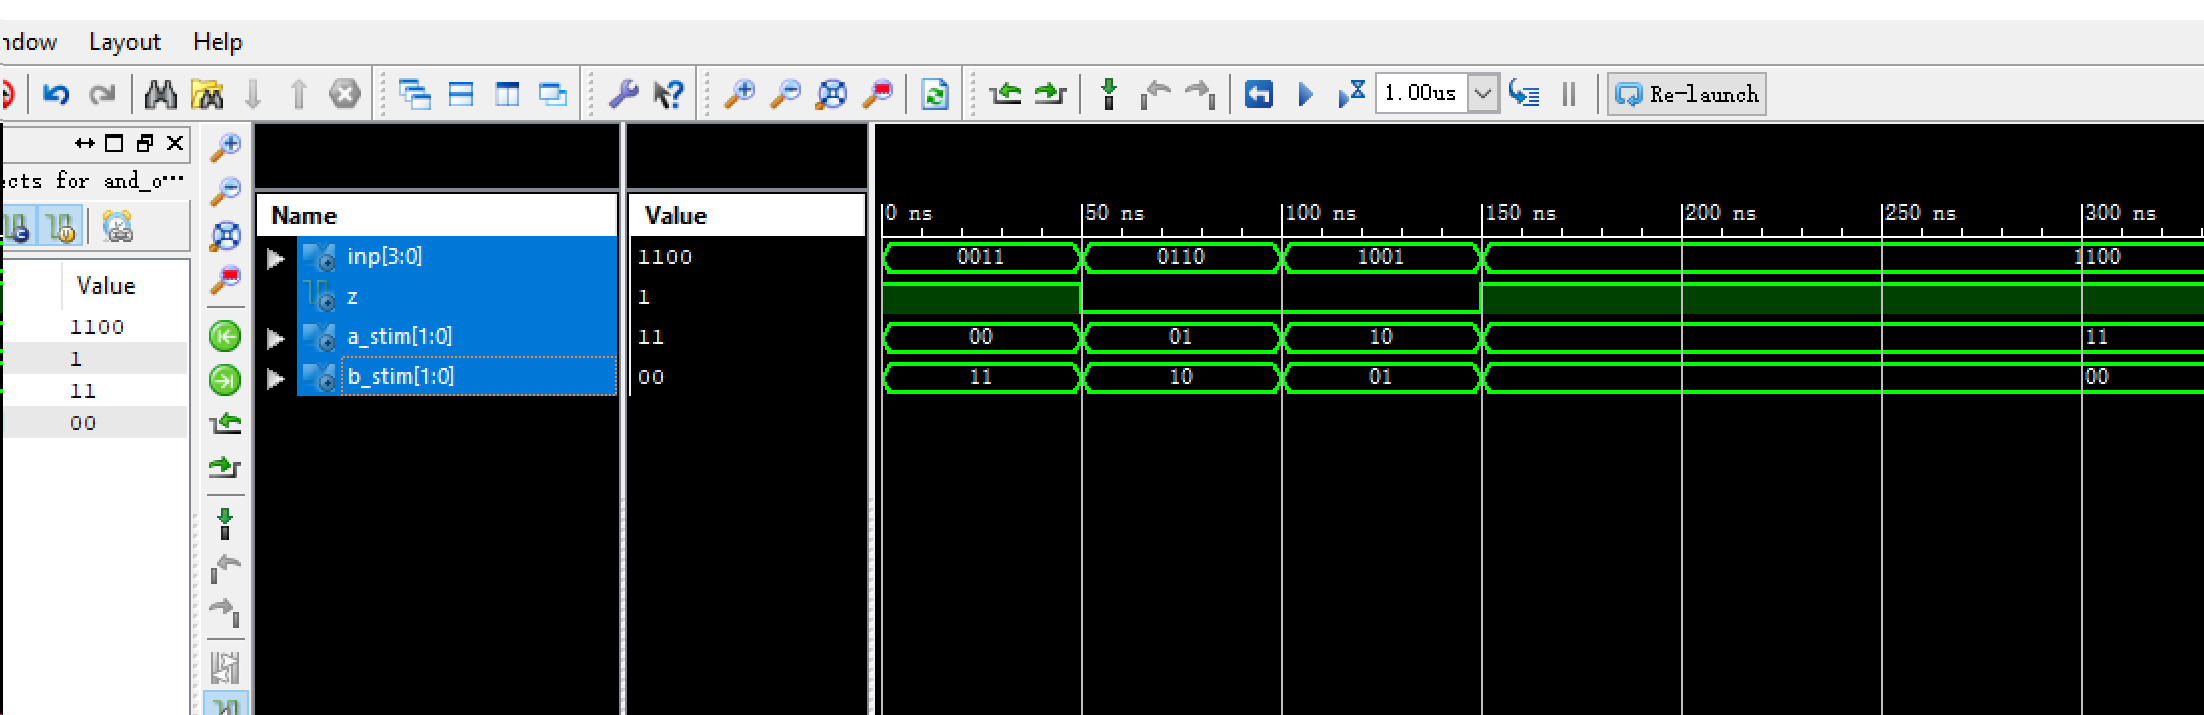 Layout Help
1.00us Re-launch
for and_o...
Name Value
0 ns 50 ns 100 ns 150 ns 200 ns 250 ns 300 ns
inp[3:0] 1100 0011 0110 1001 1100
z 1
a_stim[1:0] 11 00 01 10 11
b_stim[1:0] 00 11 10 01 00
Value
1100
1
11
00